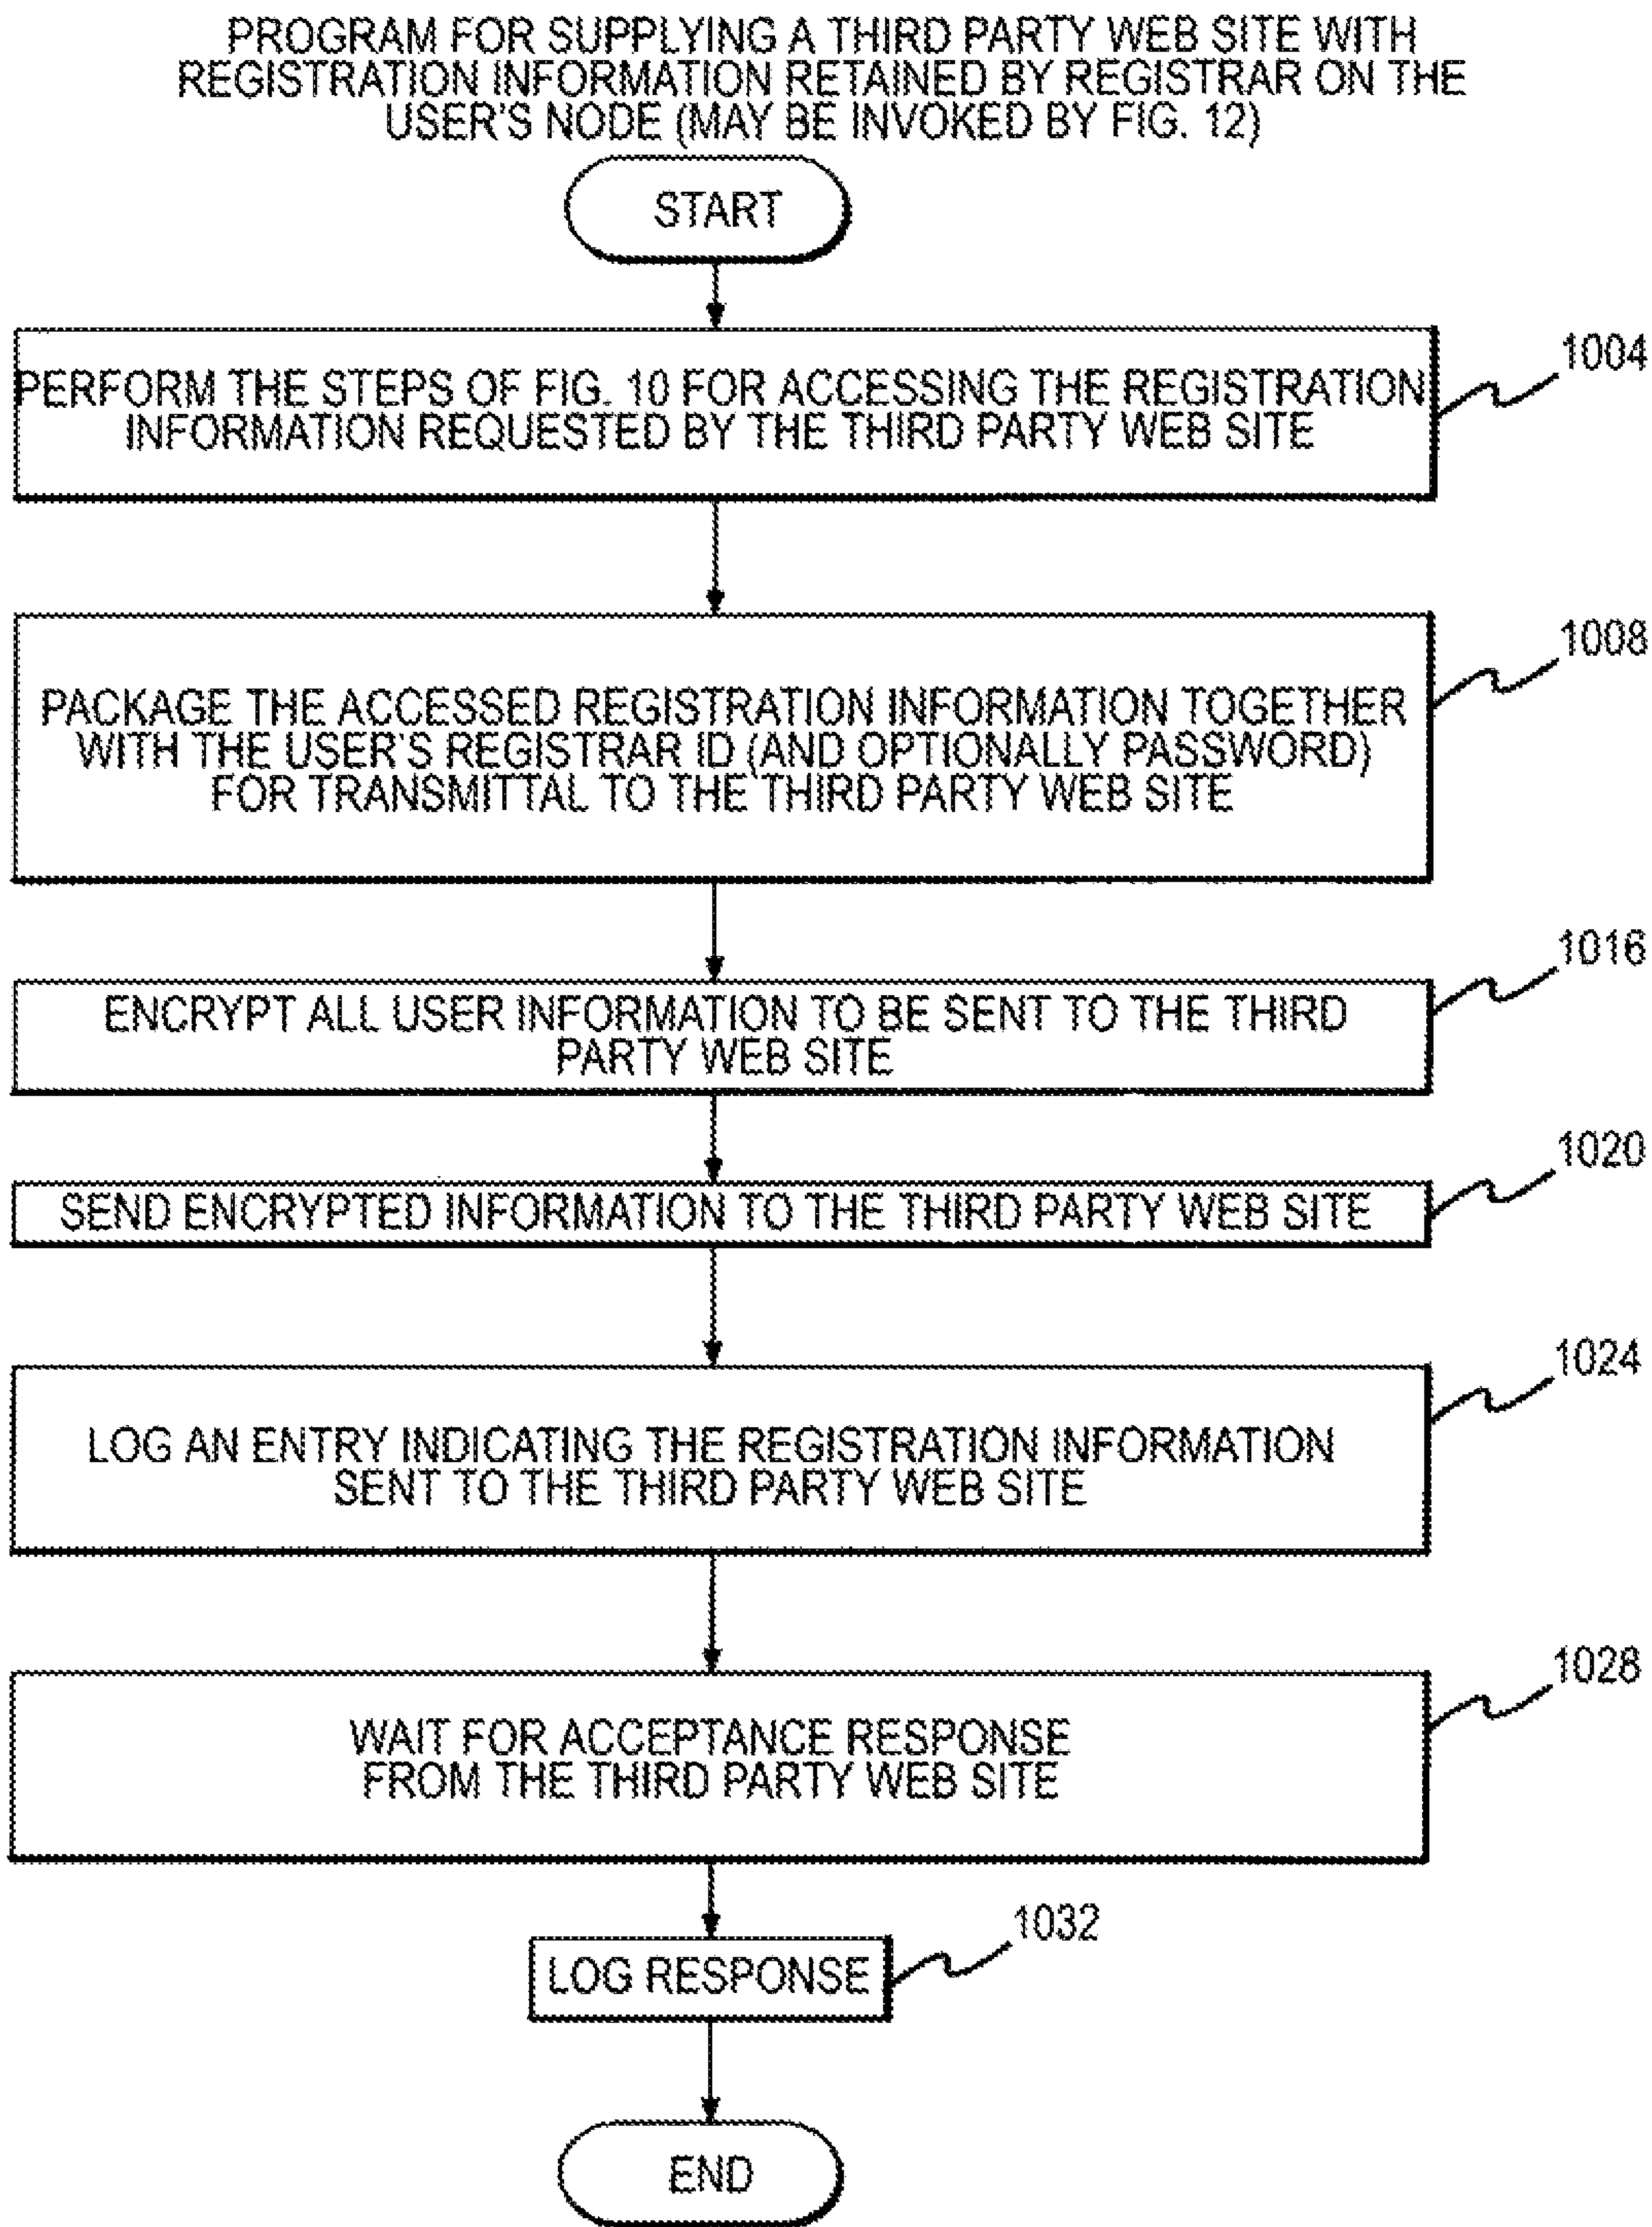 PROGRAM FOR SUPPLYING A THIRD PARTY WEB SITE WITH
REGISTRATION INFORMATION RETAINED BY REGISTRAR ON THE
USER'S NODE (MAY BE INVOKED BY FIG. 12)
START
1004
PERFORM THE STEPS OF FIG. 10 FOR ACCESSING THE REGISTRATION
INFORMATION REQUESTED BY THE THIRD PARTY WEB SITE
1008
PACKAGE THE ACCESSED REGISTRATION INFORMATION TOGETHER
WITH THE USER'S REGISTRAR ID (AND OPTIONALLY PASSWORD)
FOR TRANSMITTAL TO THE THIRD PARTY WEB SITE
1016
ENCRYPT ALL USER INFORMATION TO BE SENT TO THE THIRD
PARTY WEB SITE
1020
SEND ENCRYPTED INFORMATION TO THE THIRD PARTY WEB SITE
1024
LOG AN ENTRY INDICATING THE REGISTRATION INFORMATION
SENT TO THE THIRD PARTY WEB SITE
1028
WAIT FOR ACCEPTANCE RESPONSE
FROM THE THIRD PARTY WEB SITE
1032
LOG RESPONSE
END